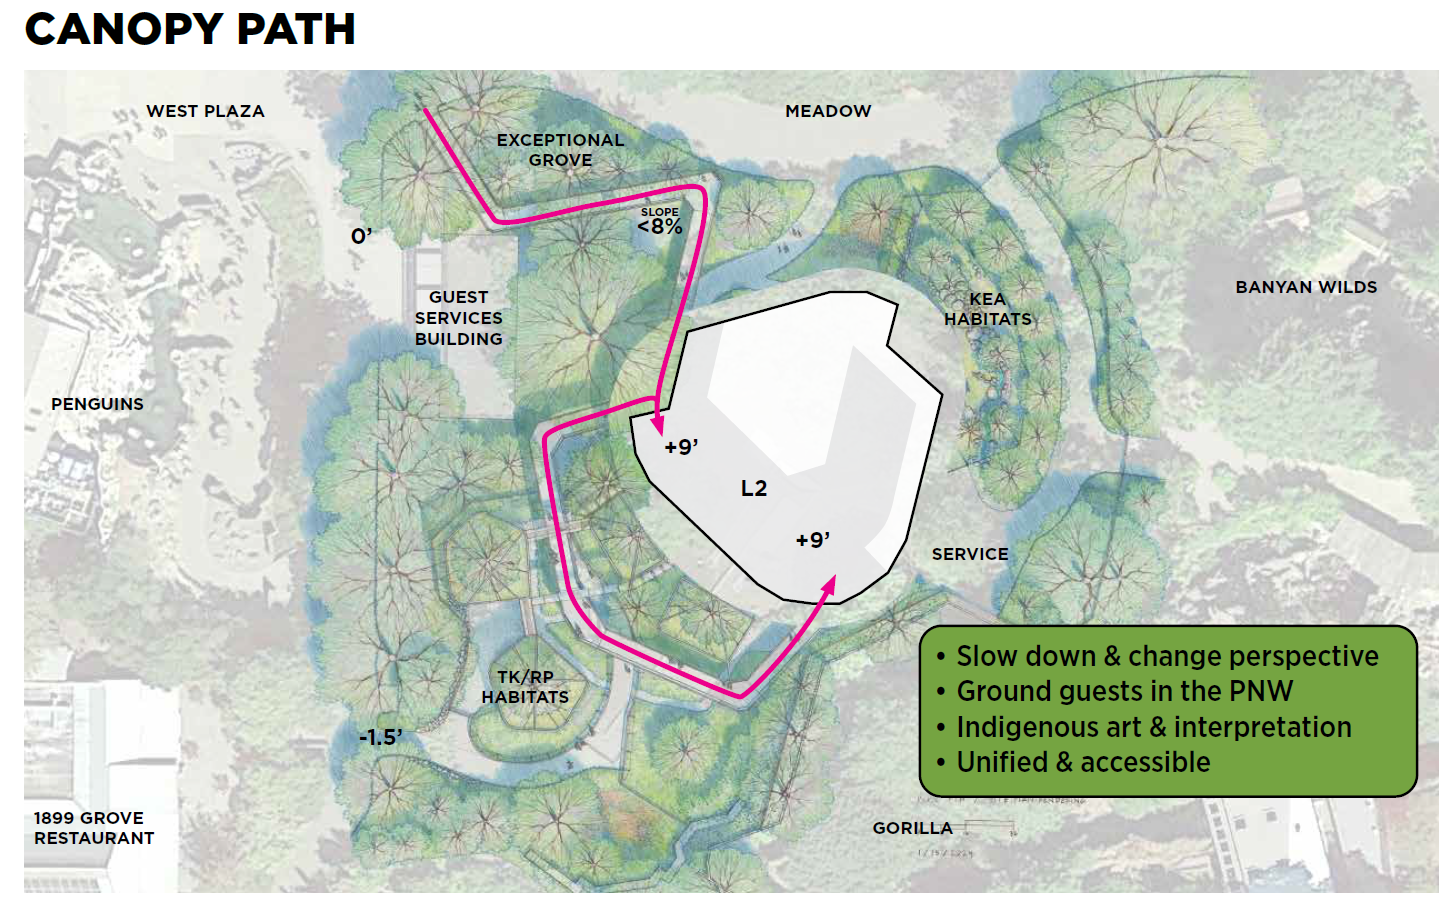 CANOPY PATH
WEST PLAZA
MEADOW
EXCEPTIONAL
GROVE
SLOPE
<8%
0’
GUEST
SERVICES
BUILDING
KEA
HABITATS
BANYAN WILDS
PENGUINS
+9’
L2
+9’
SERVICE
TK/RP
HABITATS
-1.5’
• Slow down & change perspective
• Ground guests in the PNW
• Indigenous art & interpretation
• Unified & accessible
1899 GROVE
RESTAURANT
GORILLA